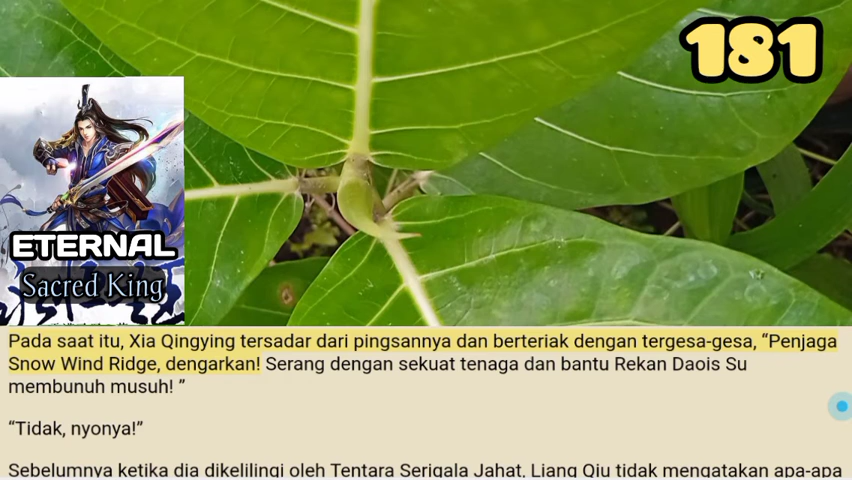 181
ETERNAL
Sacred King
Pada saat itu, Xia Qingying tersadar dari pingsannya dan berteriak dengan tergesa-gesa, “Penjaga
Snow Wind Ridge, dengarkan! Serang dengan sekuat tenaga dan bantu Rekan Daois Su
membunuh musuh! ”
“Tidak, nyonya!”
Sebelumnya ketika dia dikelilingi oleh Tentara Serigala Jahat, Liang Qiu tidak mengatakan apa-apa